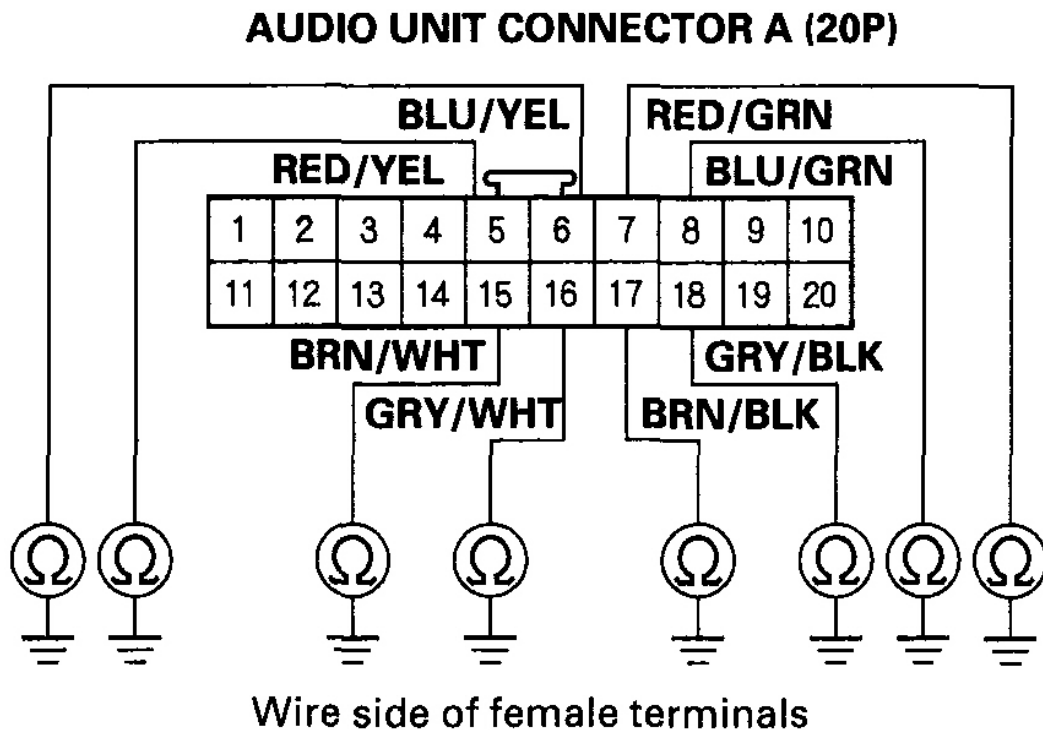 AUDIO UNIT CONNECTOR A (20P)
BLU/YEL RED/GRN
RED/YEL BLU/GRN
1 2 3 4 5 6 7 8 9 10
11 12 13 14 15 16 17 18 19 20
BRN/WHT GRY/BLK
GRY/WHT BRN/BLK
Ω Ω Ω Ω Ω Ω Ω Ω
Wire side of female terminals